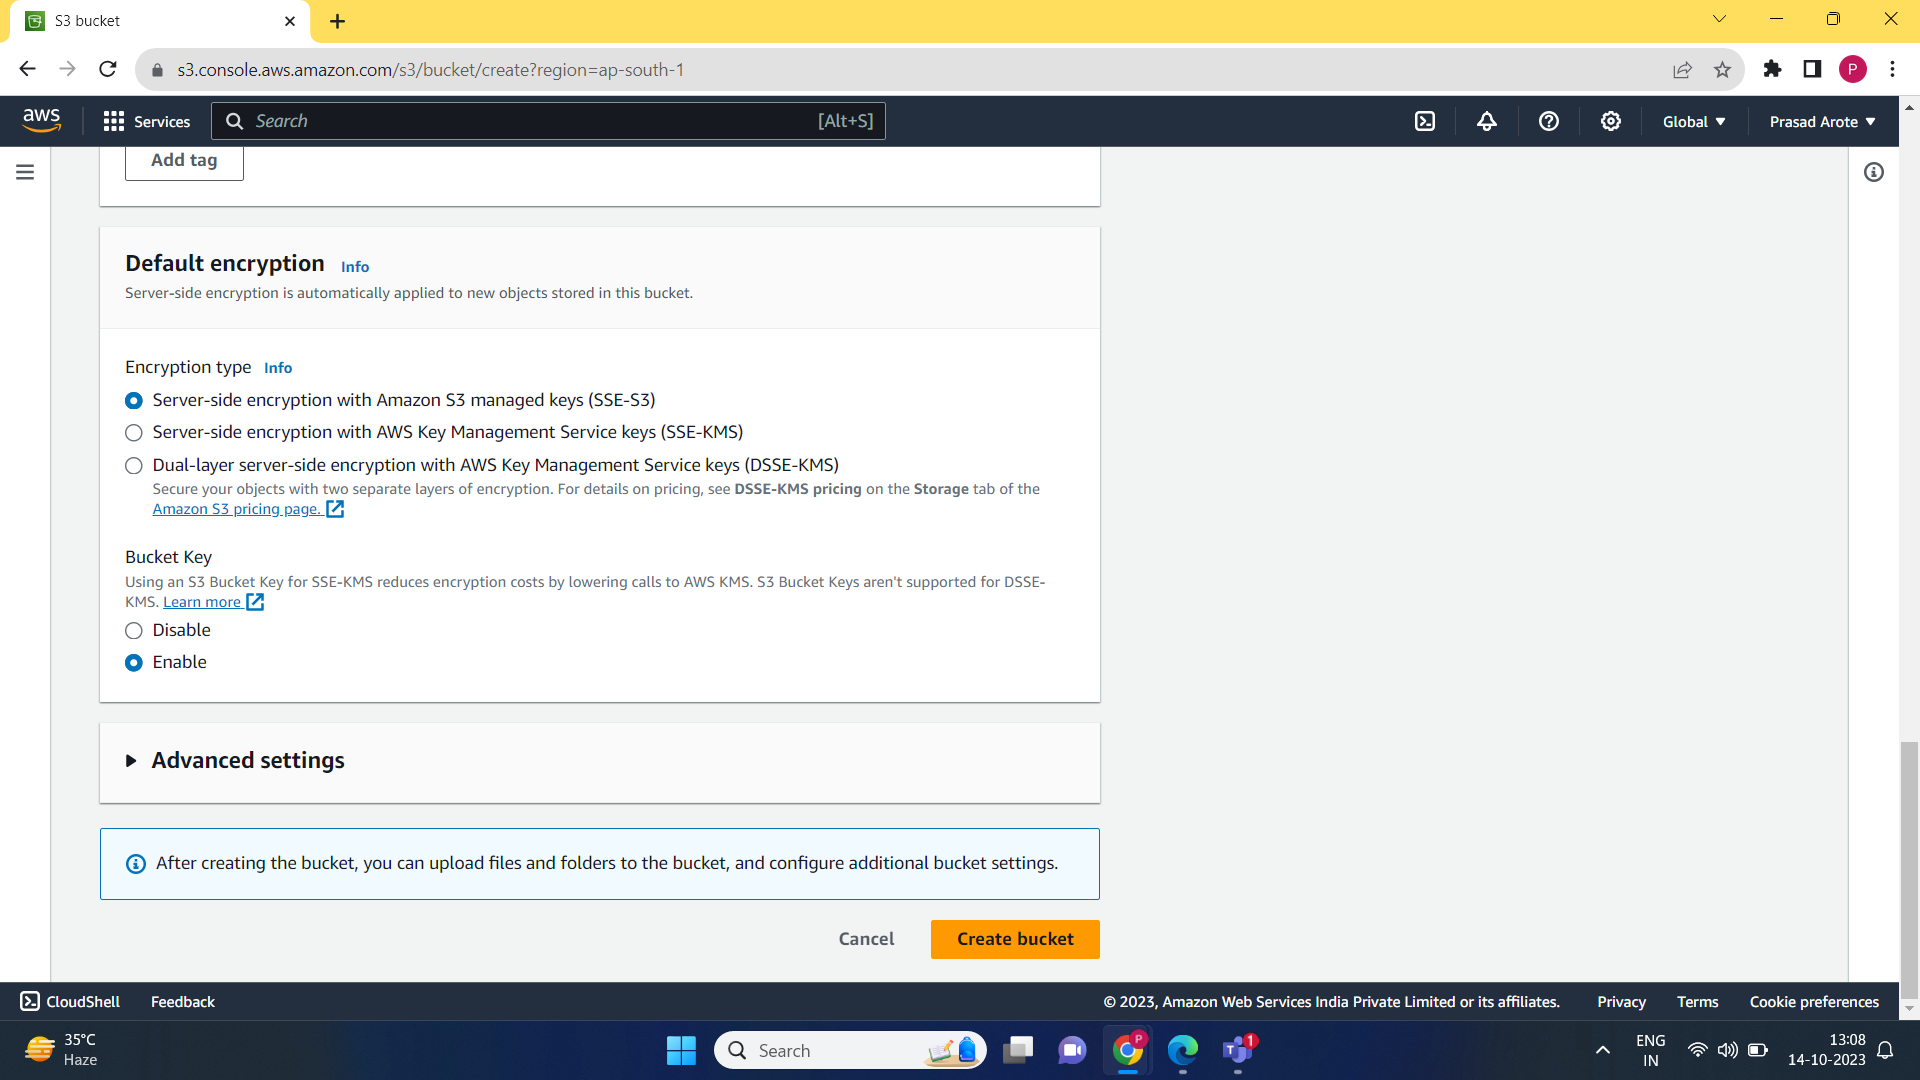 S3 bucket
s3.console.aws.amazon.com/s3/bucket/create?region=ap-south-1
P
aws
Services
Search
[Alt+S]
Global
Prasad Arote
Add tag
Default encryption Info
Server-side encryption is automatically applied to new objects stored in this bucket.
Encryption type Info
Server-side encryption with Amazon S3 managed keys (SSE-S3)
Server-side encryption with AWS Key Management Service keys (SSE-KMS)
Dual-layer server-side encryption with AWS Key Management Service keys (DSSE-KMS)
Secure your objects with two separate layers of encryption. For details on pricing, see DSSE-KMS pricing on the Storage tab of the
Amazon S3 pricing page.
Bucket Key
Using an S3 Bucket Key for SSE-KMS reduces encryption costs by lowering calls to AWS KMS. S3 Bucket Keys aren't supported for DSSE-
KMS. Learn more
Disable
Enable
Advanced settings
After creating the bucket, you can upload files and folders to the bucket, and configure additional bucket settings.
Cancel
Create bucket
CloudShell
Feedback
© 2023, Amazon Web Services India Private Limited or its affiliates.
Privacy
Terms
Cookie preferences
35°C
Haze
Search
P
1
ENG
IN
13:08
14-10-2023